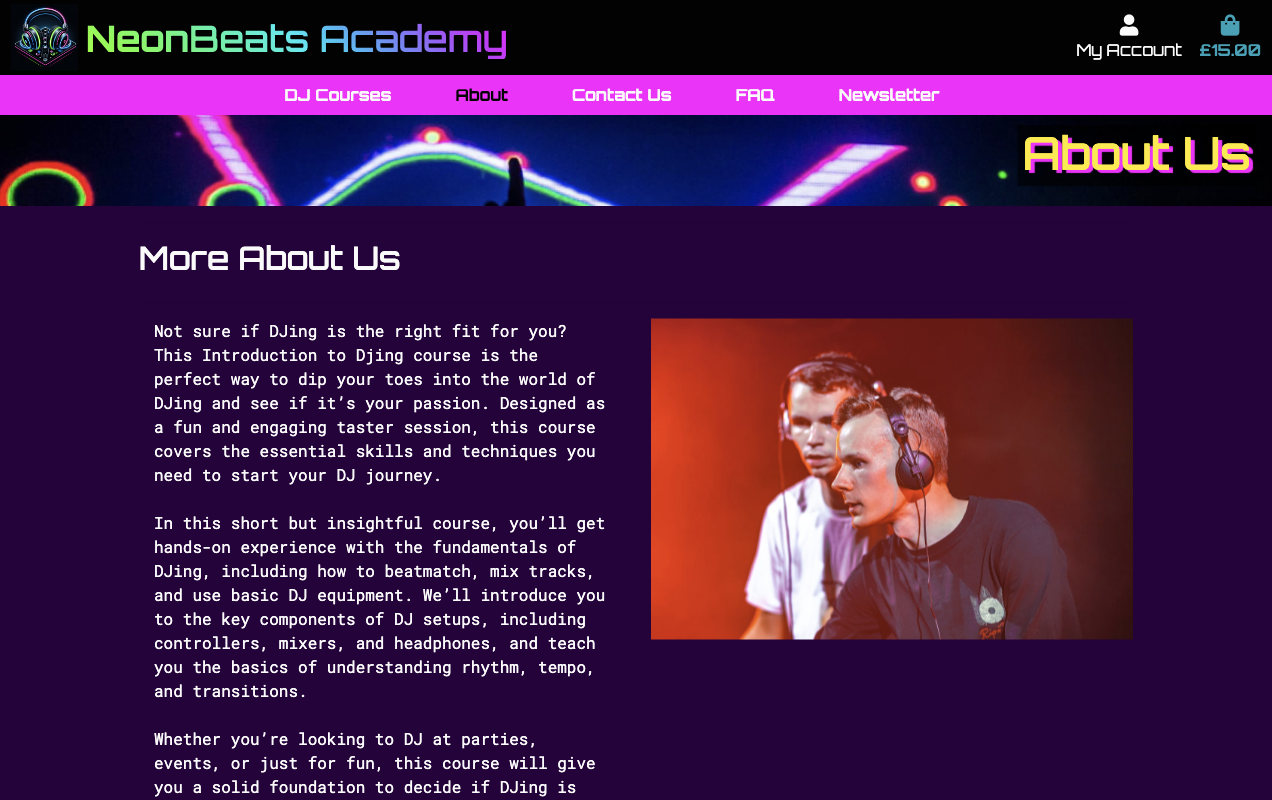 NeonBeats Academy
My Account
£15.00
DJ Courses
About
Contact Us
FAQ
Newsletter
About Us
More About Us
Not sure if DJing is the right fit for you?
This Introduction to Djing course is the
perfect way to dip your toes into the world of
DJing and see if it’s your passion. Designed as
a fun and engaging taster session, this course
covers the essential skills and techniques you
need to start your DJ journey.
In this short but insightful course, you’ll get
hands-on experience with the fundamentals of
DJing, including how to beatmatch, mix tracks,
and use basic DJ equipment. We’ll introduce you
to the key components of DJ setups, including
controllers, mixers, and headphones, and teach
you the basics of understanding rhythm, tempo,
and transitions.
Whether you’re looking to DJ at parties,
events, or just for fun, this course will give
you a solid foundation to decide if DJing is